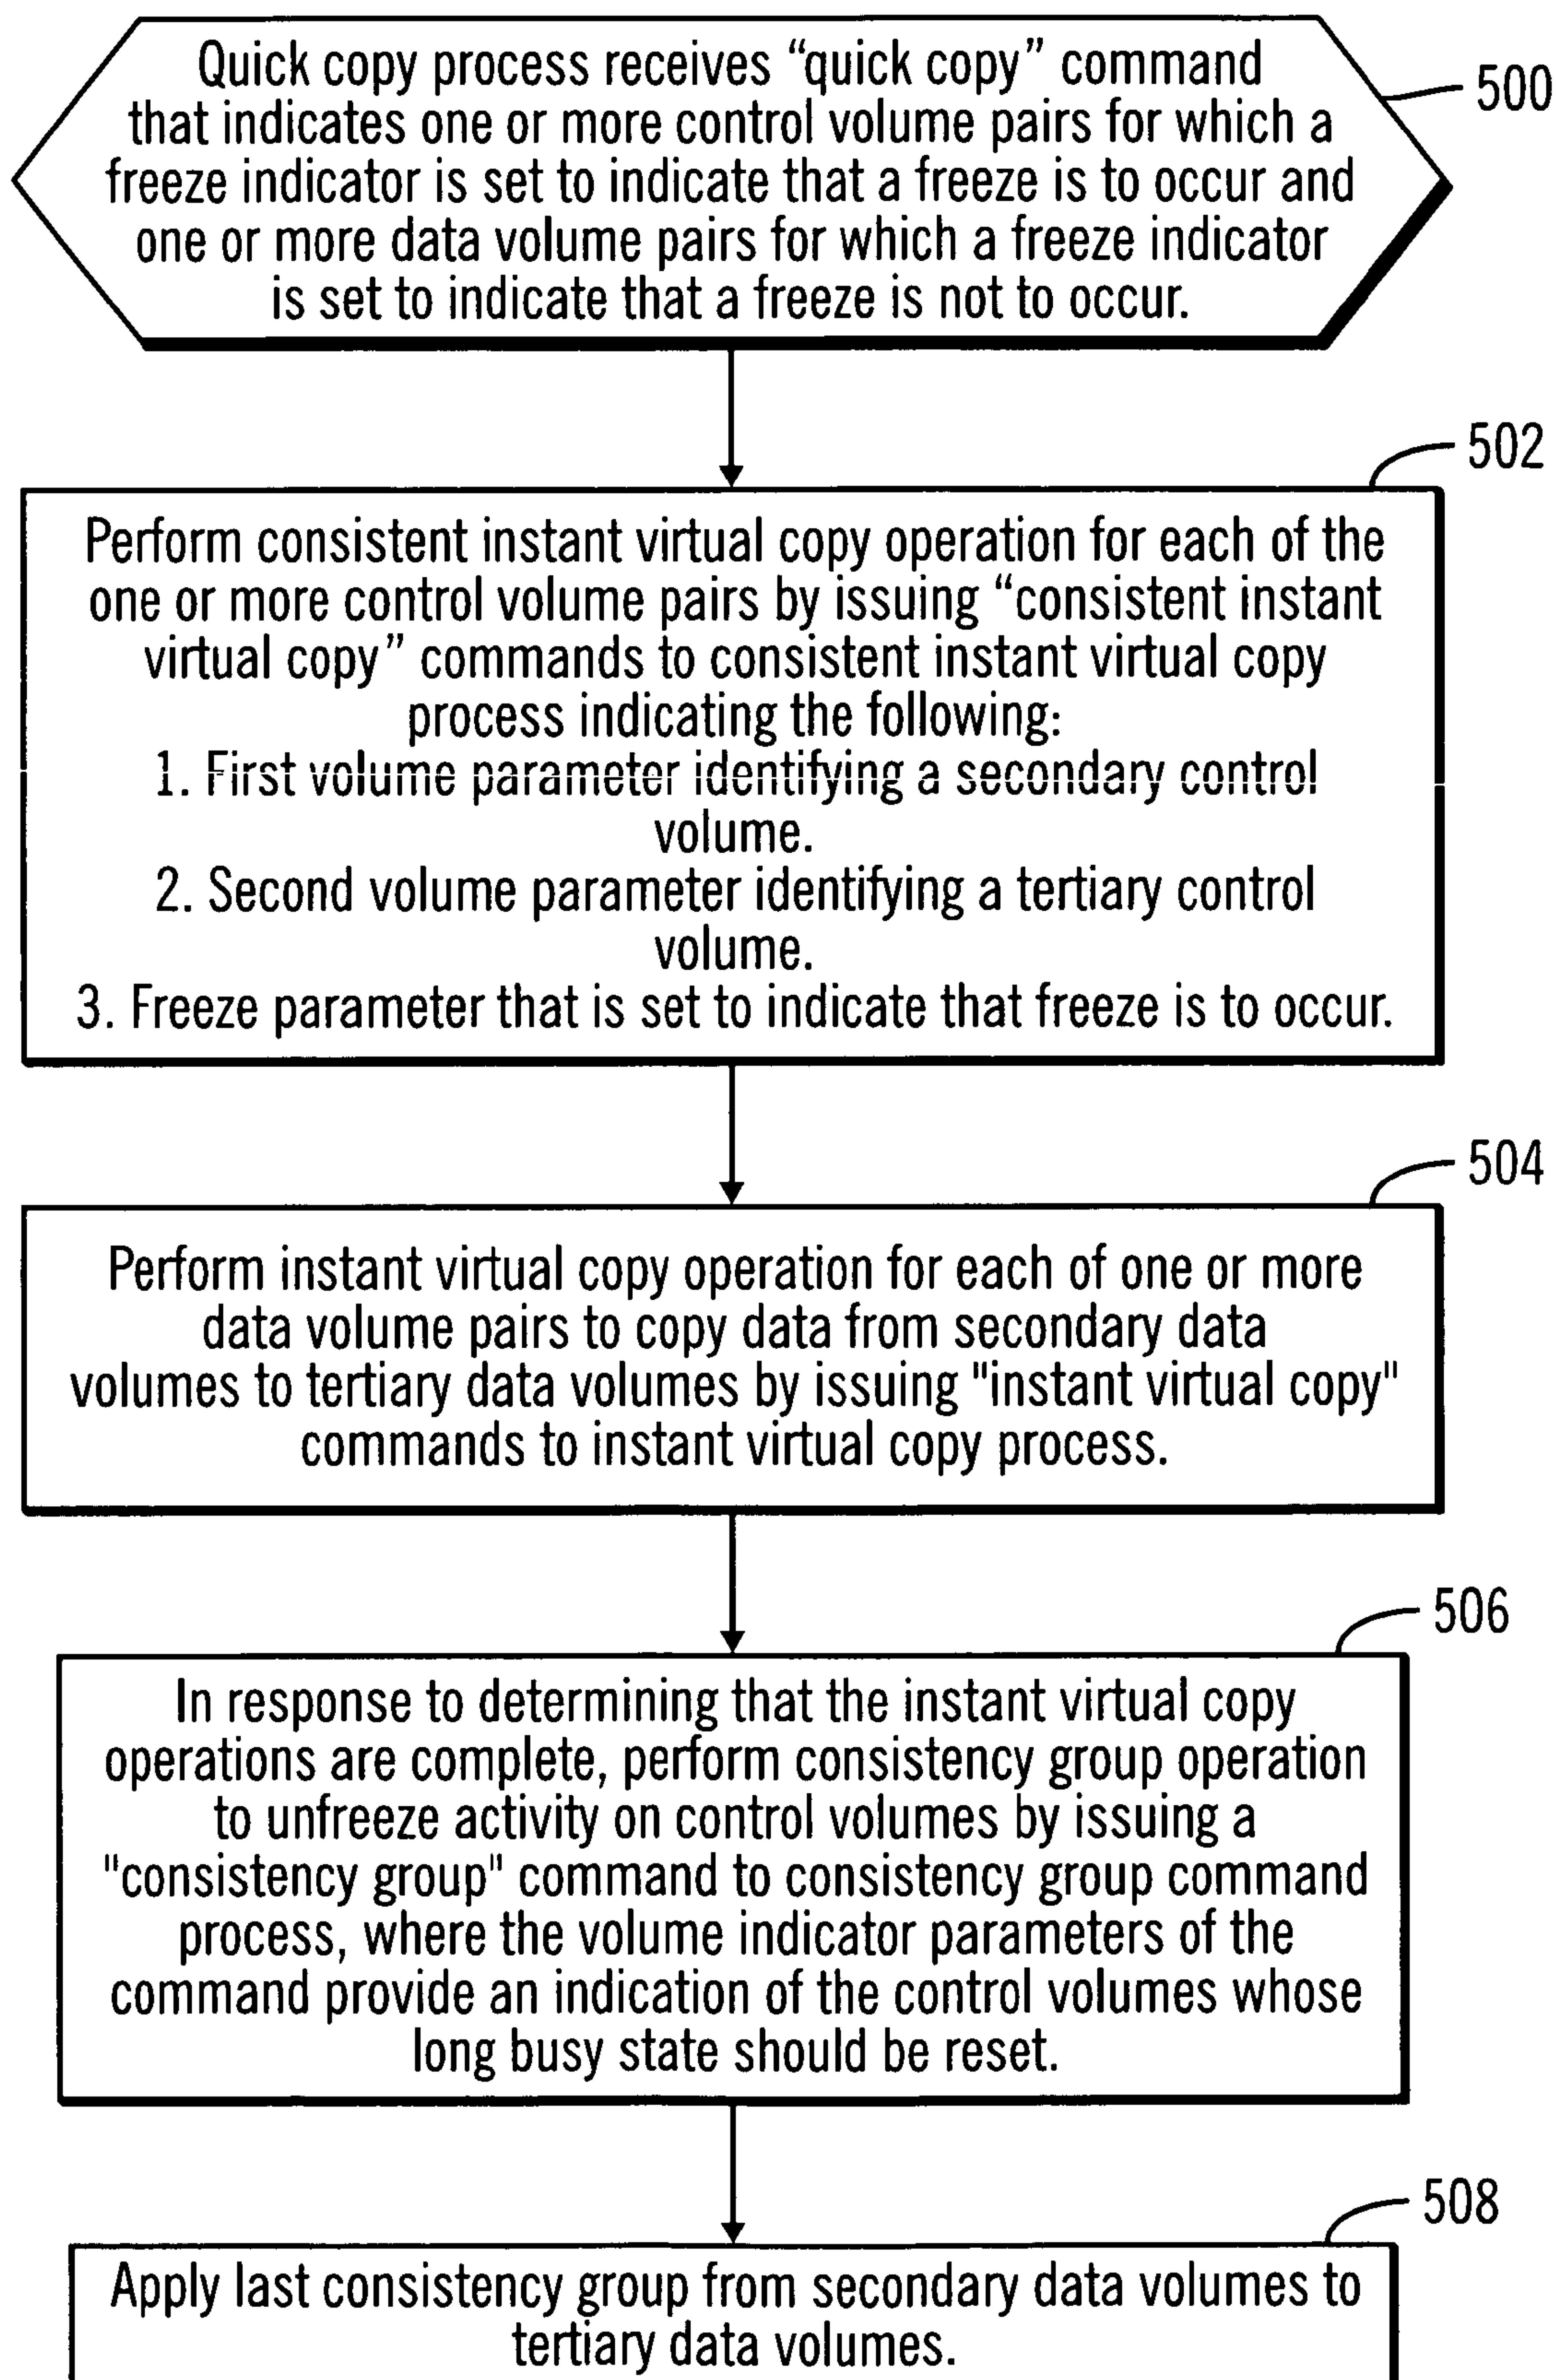 Quick copy process receives “quick copy” command
500
that indicates one or more control volume pairs for which a
freeze indicator is set to indicate that a freeze is to occur and
one or more data volume pairs for which a freeze indicator
is set to indicate that a freeze is not to occur.
502
Perform consistent instant virtual copy operation for each of the
one or more control volume pairs by issuing “consistent instant
virtual copy” commands to consistent instant virtual copy
process indicating the following:
1. First volume parameter identifying a secondary control
volume.
2. Second volume parameter identifying a tertiary control
volume.
3. Freeze parameter that is set to indicate that freeze is to occur.
504
Perform instant virtual copy operation for each of one or more
data volume pairs to copy data from secondary data
volumes to tertiary data volumes by issuing "instant virtual copy"
commands to instant virtual copy process.
506
In response to determining that the instant virtual copy
operations are complete, perform consistency group operation
to unfreeze activity on control volumes by issuing a
"consistency group" command to consistency group command
process, where the volume indicator parameters of the
command provide an indication of the control volumes whose
long busy state should be reset.
508
Apply last consistency group from secondary data volumes to
tertiary data volumes.